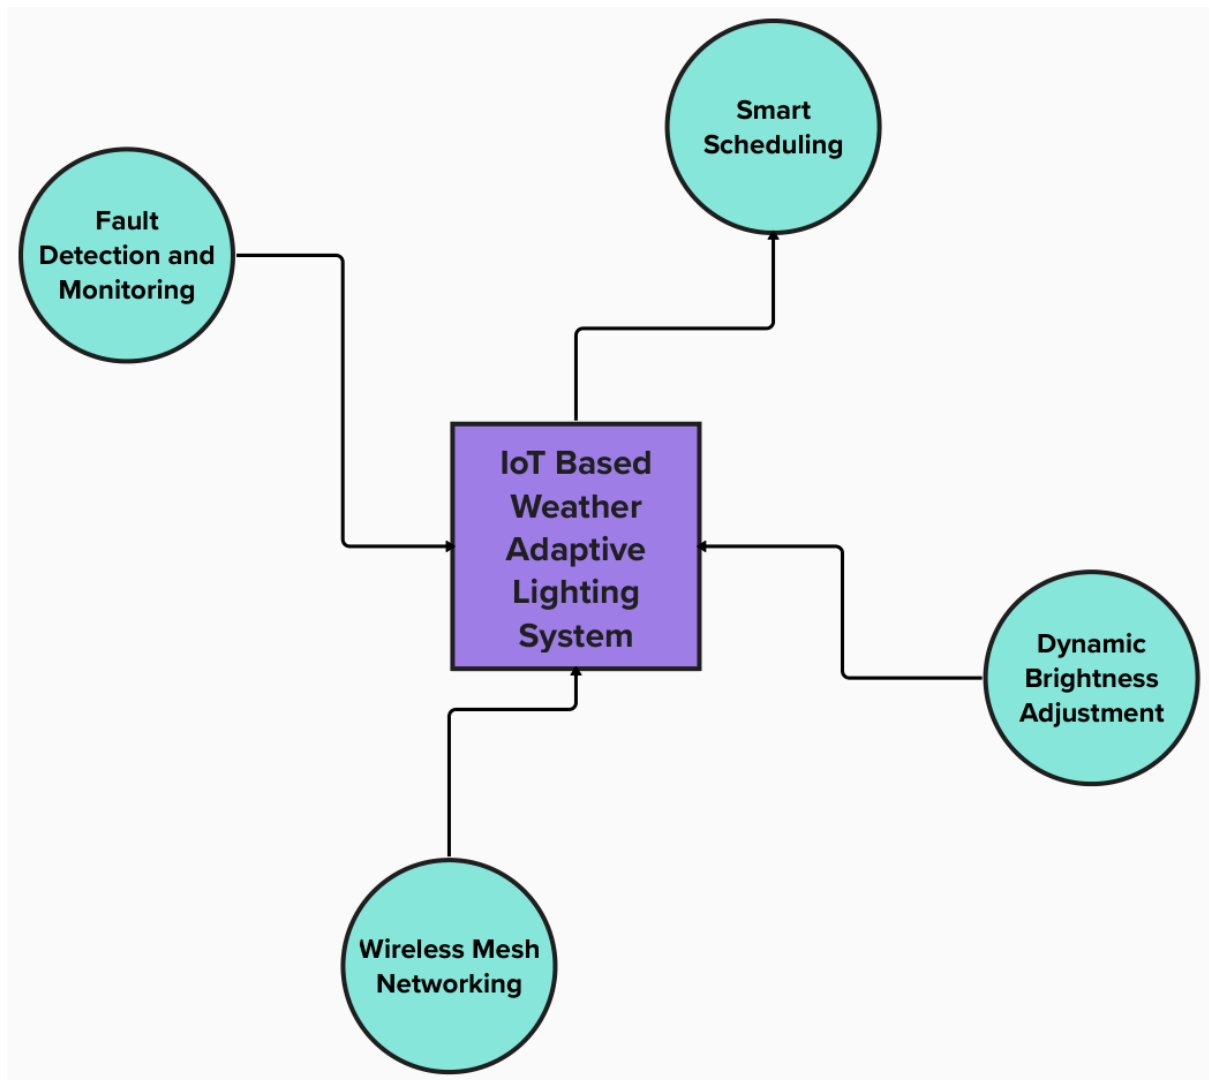 Smart
Scheduling
Fault
Detection and
Monitoring
IoT Based
Weather
Adaptive
Lighting
System
Dynamic
Brightness
Adjustment
Wireless Mesh
Networking